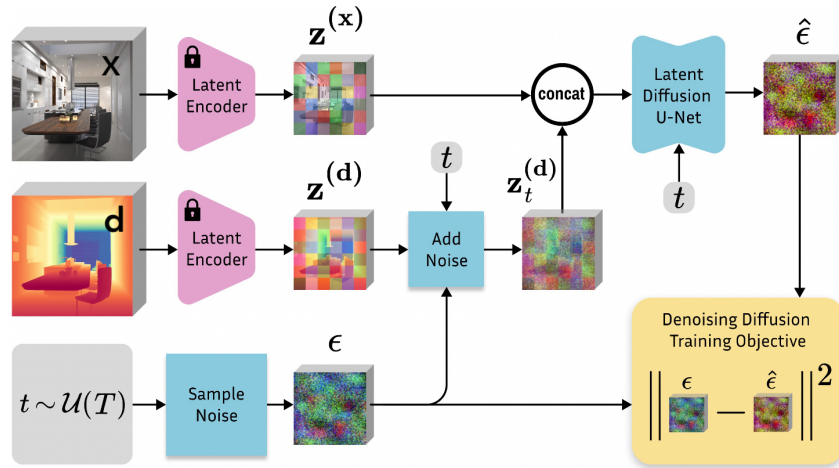 x
Latent
Encoder
z^(x)
concat
Latent
Diffusion
U-Net
t
ε̂
d
Latent
Encoder
z^(d)
t
Add
Noise
z_t^(d)
t ~ 𝒰(T)
Sample
Noise
ϵ
Denoising Diffusion
Training Objective
‖ ϵ − ϵ̂ ‖²